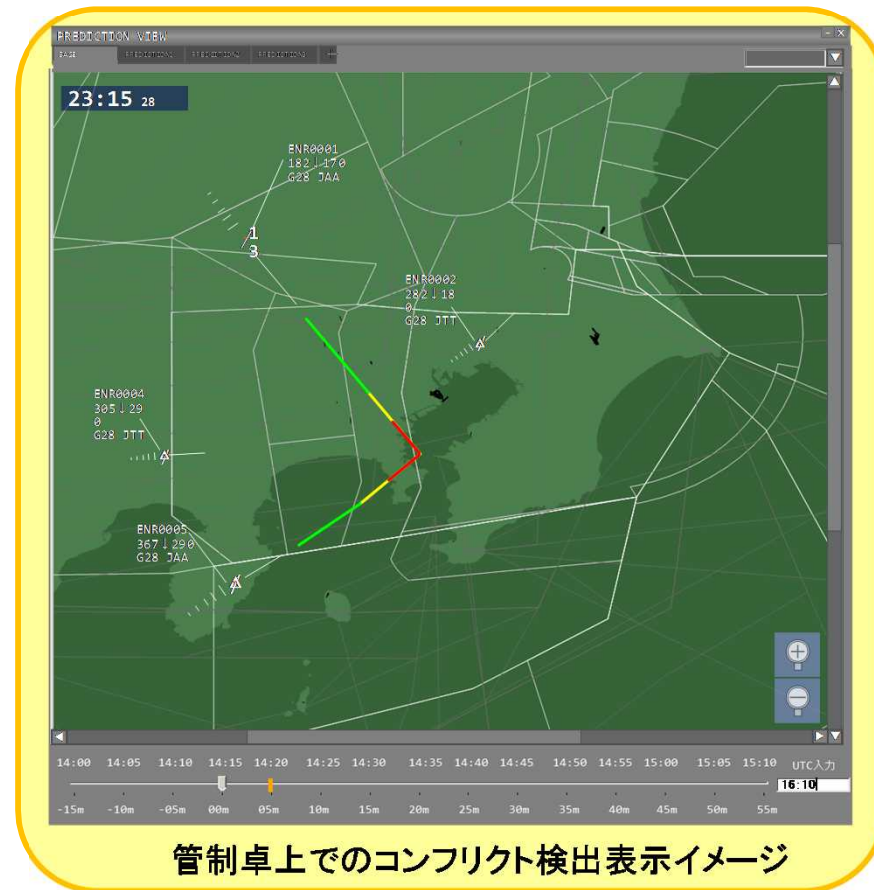 PREDICTION VIEW
BASE PREDICTION1 PREDICTION2 PREDICTION3
23:15 28
ENR0001
182↓170
G28 JAA
1
3
ENR0002
282↓18
0
G28 JTT
ENR0004
305↓29
0
G28 JTT
ENR0005
367↓290
G28 JAA
14:00 14:05 14:10 14:15 14:20 14:25 14:30 14:35 14:40 14:45 14:50 14:55 15:00 15:05 15:10 UTC入力
16:10
-15m -10m -05m 00m 05m 10m 15m 20m 25m 30m 35m 40m 45m 50m 55m
管制卓上でのコンフリクト検出表示イメージ